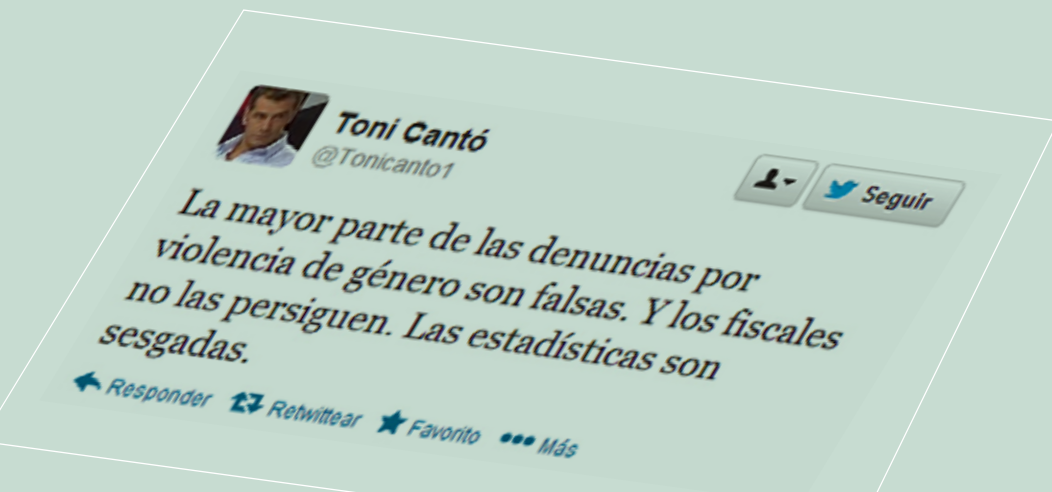 Toni Cantó
@Tonicanto1
Seguir
La mayor parte de las denuncias por
violencia de género son falsas. Y los fiscales
no las persiguen. Las estadísticas son
sesgadas.
Responder Retwittear Favorito Más